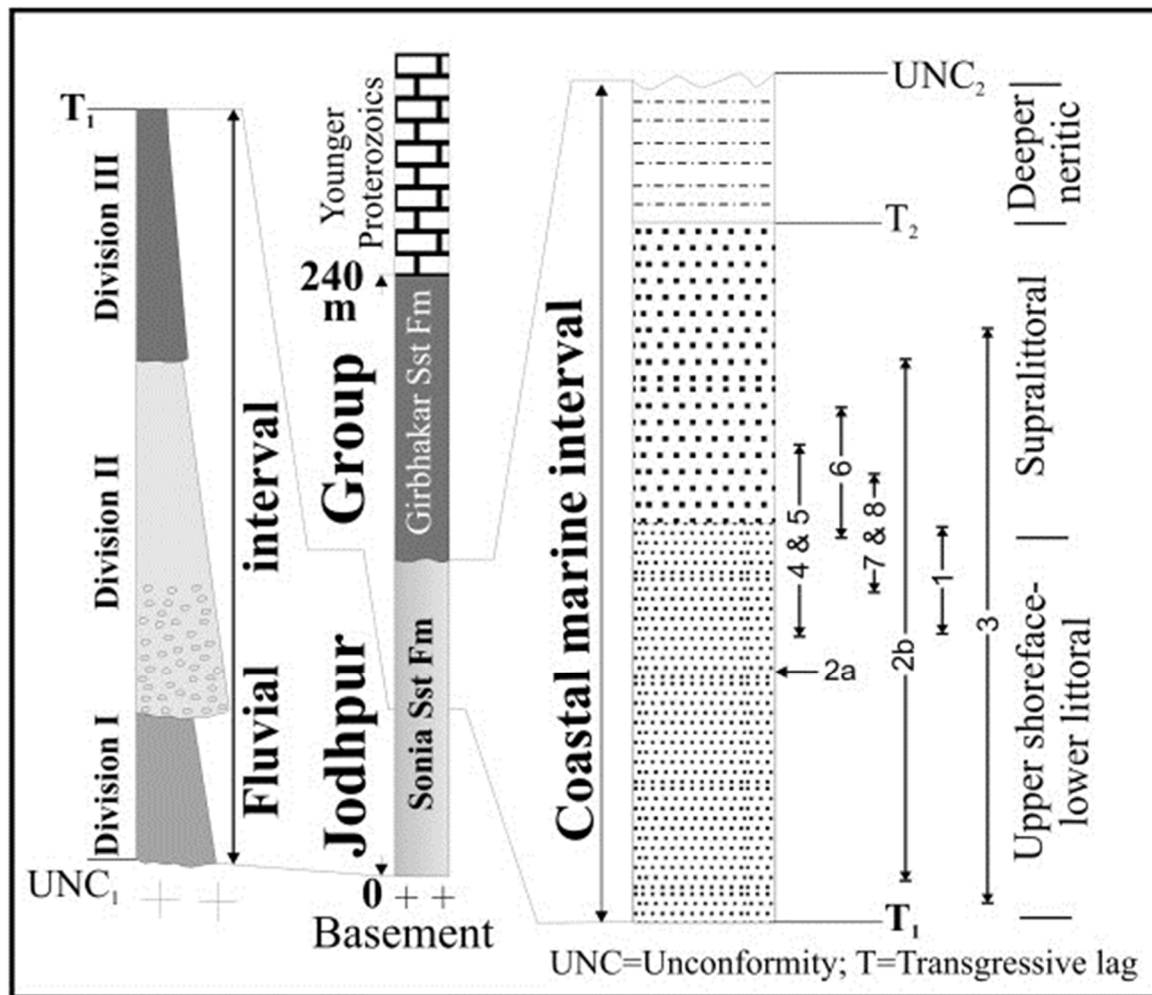 T₁
Division III
Division II
Division I
UNC₁
Fluvial interval
Younger
Proterozoics
240
m
Jodhpur Group
Girbhakar Sst Fm
Sonia Sst Fm
0
Basement
Coastal marine interval
UNC₂
T₂
T₁
4 & 5
6
7 & 8
2a
2b
1
3
Deeper
neritic
Supralittoral
Upper shoreface-
lower littoral
UNC=Unconformity; T=Transgressive lag